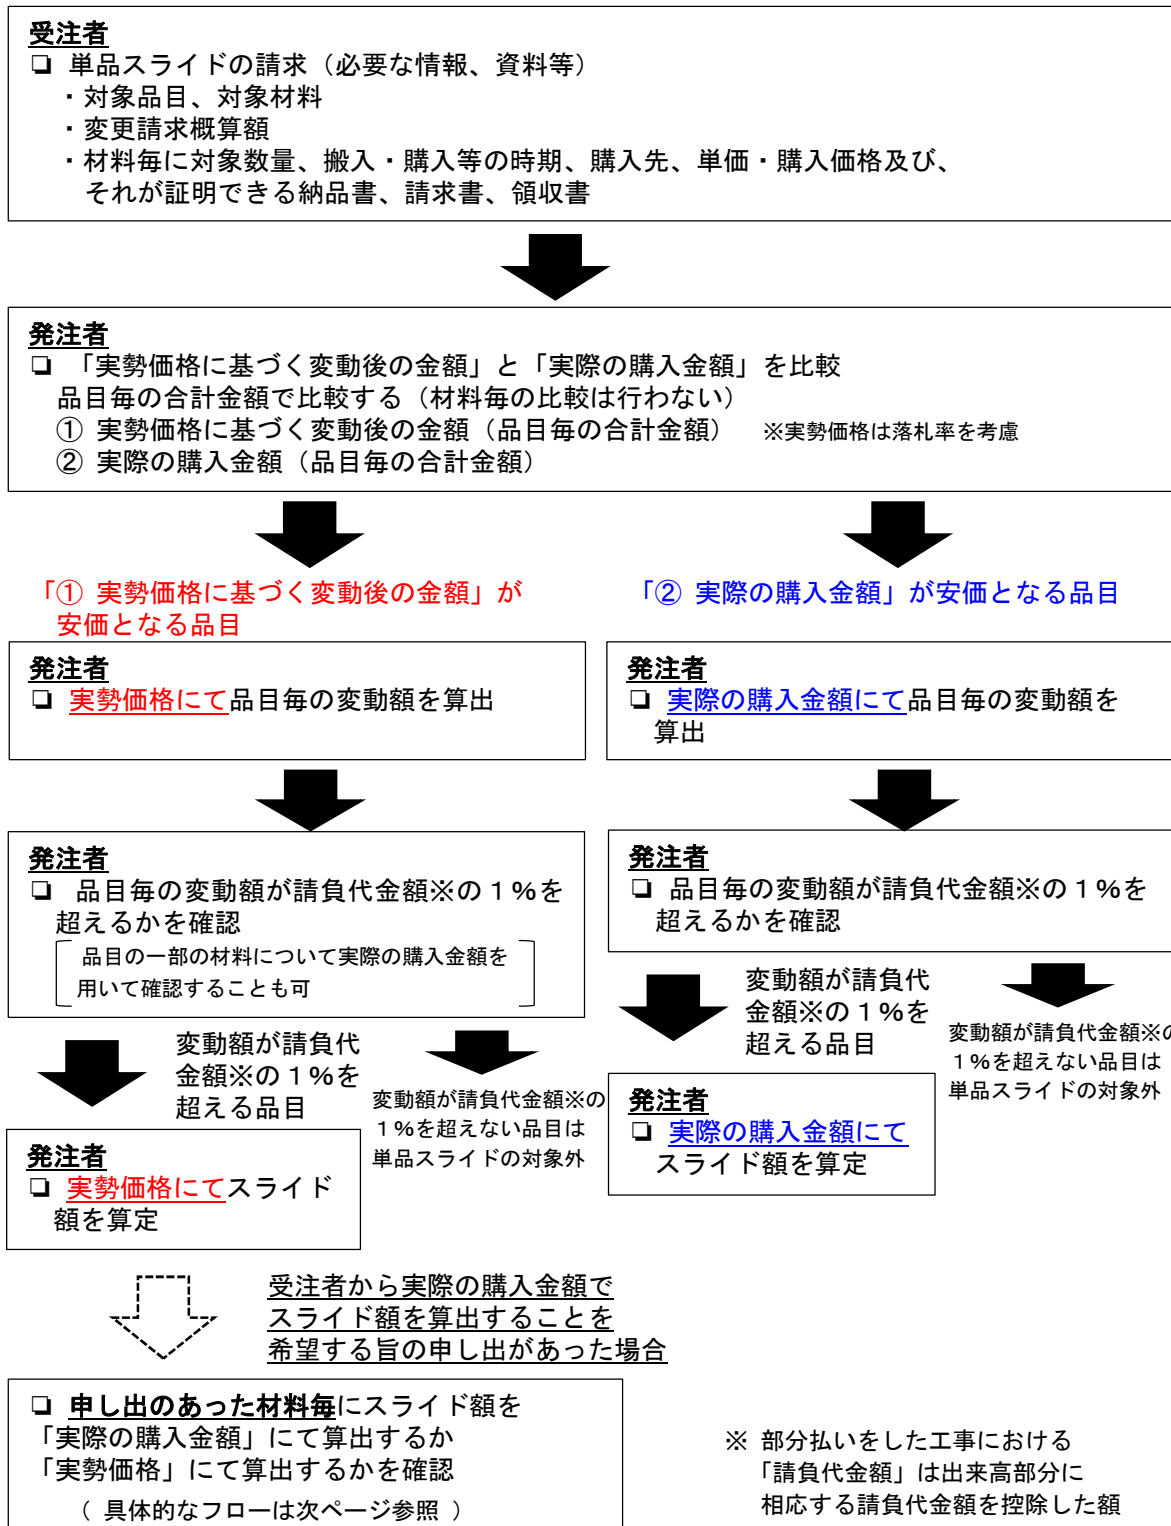 受注者
❏ 単品スライドの請求（必要な情報、資料等）
・対象品目、対象材料
・変更請求概算額
・材料毎に対象数量、搬入・購入等の時期、購入先、単価・購入価格及び、
それが証明できる納品書、請求書、領収書
発注者
❏ 「実勢価格に基づく変動後の金額」と「実際の購入金額」を比較
品目毎の合計金額で比較する（材料毎の比較は行わない）
① 実勢価格に基づく変動後の金額（品目毎の合計金額） ※実勢価格は落札率を考慮
② 実際の購入金額（品目毎の合計金額）
「① 実勢価格に基づく変動後の金額」が
安価となる品目
発注者
❏ 実勢価格にて品目毎の変動額を算出
発注者
❏ 品目毎の変動額が請負代金額※の１％を
超えるかを確認
品目の一部の材料について実際の購入金額を
用いて確認することも可
変動額が請負代
金額※の１％を
超える品目
変動額が請負代金額※の
１％を超えない品目は
単品スライドの対象外
発注者
❏ 実勢価格にてスライド
額を算定
「② 実際の購入金額」が安価となる品目
発注者
❏ 実際の購入金額にて品目毎の変動額を
算出
発注者
❏ 品目毎の変動額が請負代金額※の１％を
超えるかを確認
変動額が請負代
金額※の１％を
超える品目
変動額が請負代金額※の
１％を超えない品目は
単品スライドの対象外
発注者
❏ 実際の購入金額にて
スライド額を算定
受注者から実際の購入金額で
スライド額を算出することを
希望する旨の申し出があった場合
❏ 申し出のあった材料毎にスライド額を
「実際の購入金額」にて算出するか
「実勢価格」にて算出するかを確認
（ 具体的なフローは次ページ参照 ）
※ 部分払いをした工事における
「請負代金額」は出来高部分に
相応する請負代金額を控除した額